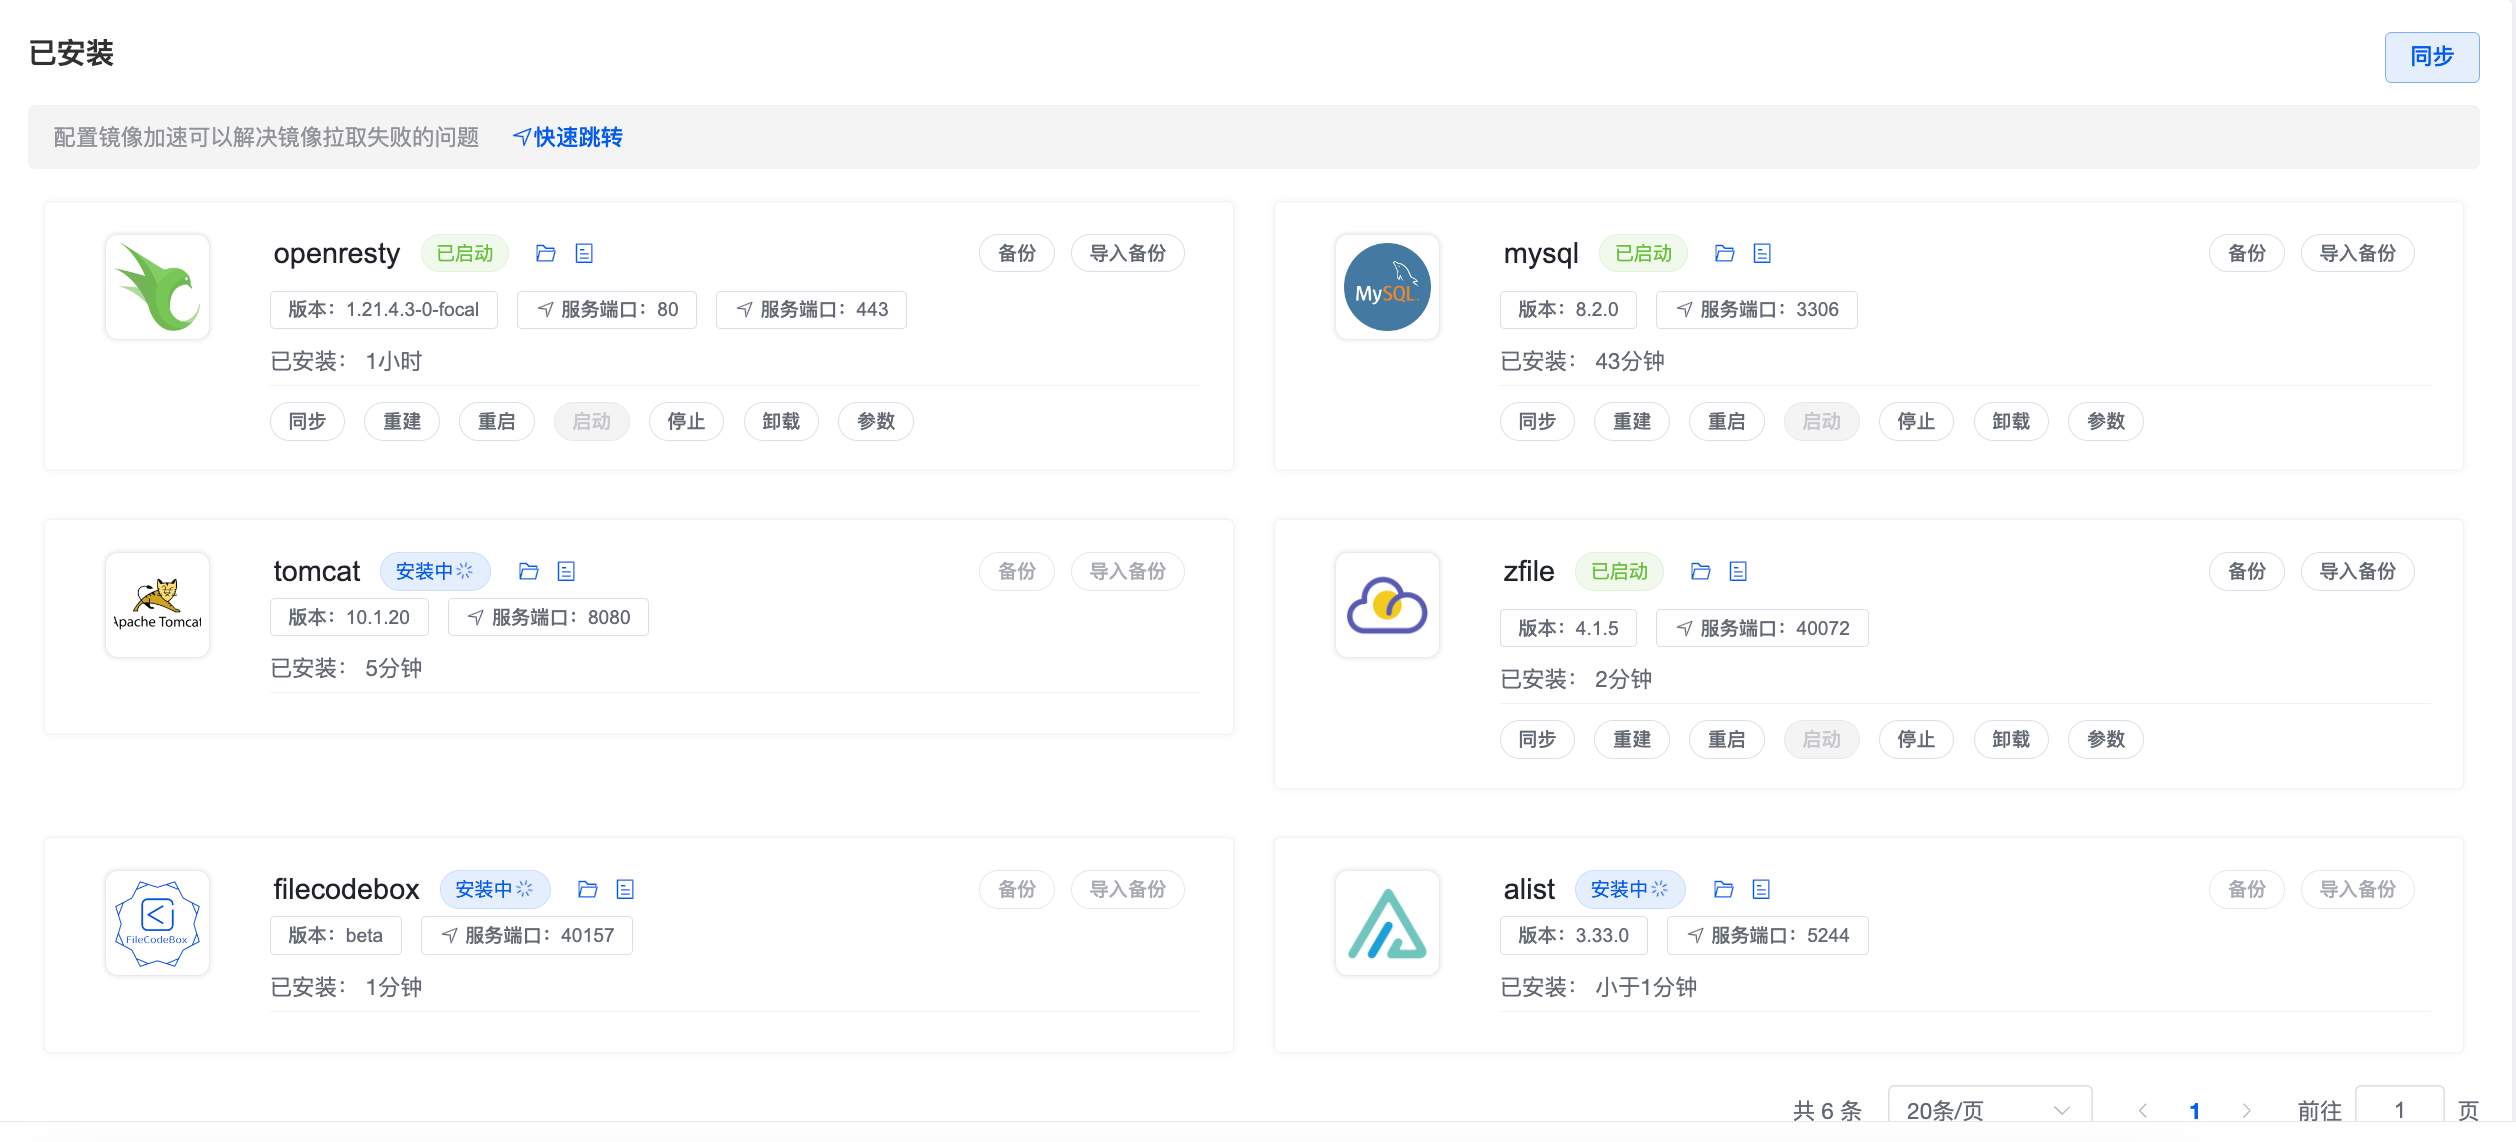 已安装
同步
配置镜像加速可以解决镜像拉取失败的问题 快速跳转
openresty 已启动 备份 导入备份
版本：1.21.4.3-0-focal 服务端口：80 服务端口：443
已安装： 1小时
同步 重建 重启 启动 停止 卸载 参数
MySQL
mysql 已启动 备份 导入备份
版本：8.2.0 服务端口：3306
已安装： 43分钟
同步 重建 重启 启动 停止 卸载 参数
Apache Tomcat
tomcat 安装中 备份 导入备份
版本：10.1.20 服务端口：8080
已安装： 5分钟
zfile 已启动 备份 导入备份
版本：4.1.5 服务端口：40072
已安装： 2分钟
同步 重建 重启 启动 停止 卸载 参数
FileCodeBox
filecodebox 安装中 备份 导入备份
版本：beta 服务端口：40157
已安装： 1分钟
alist 安装中 备份 导入备份
版本：3.33.0 服务端口：5244
已安装： 小于1分钟
共 6 条 20条/页 1 前往 1 页